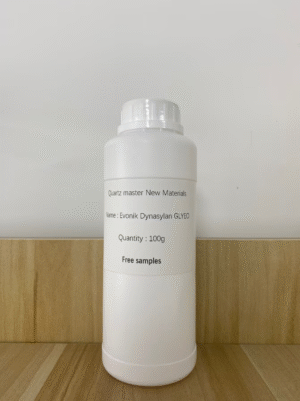 Quartz master New Materials
Name : Evonik Dynasylan GLYEO
Quantity : 100g
Free samples